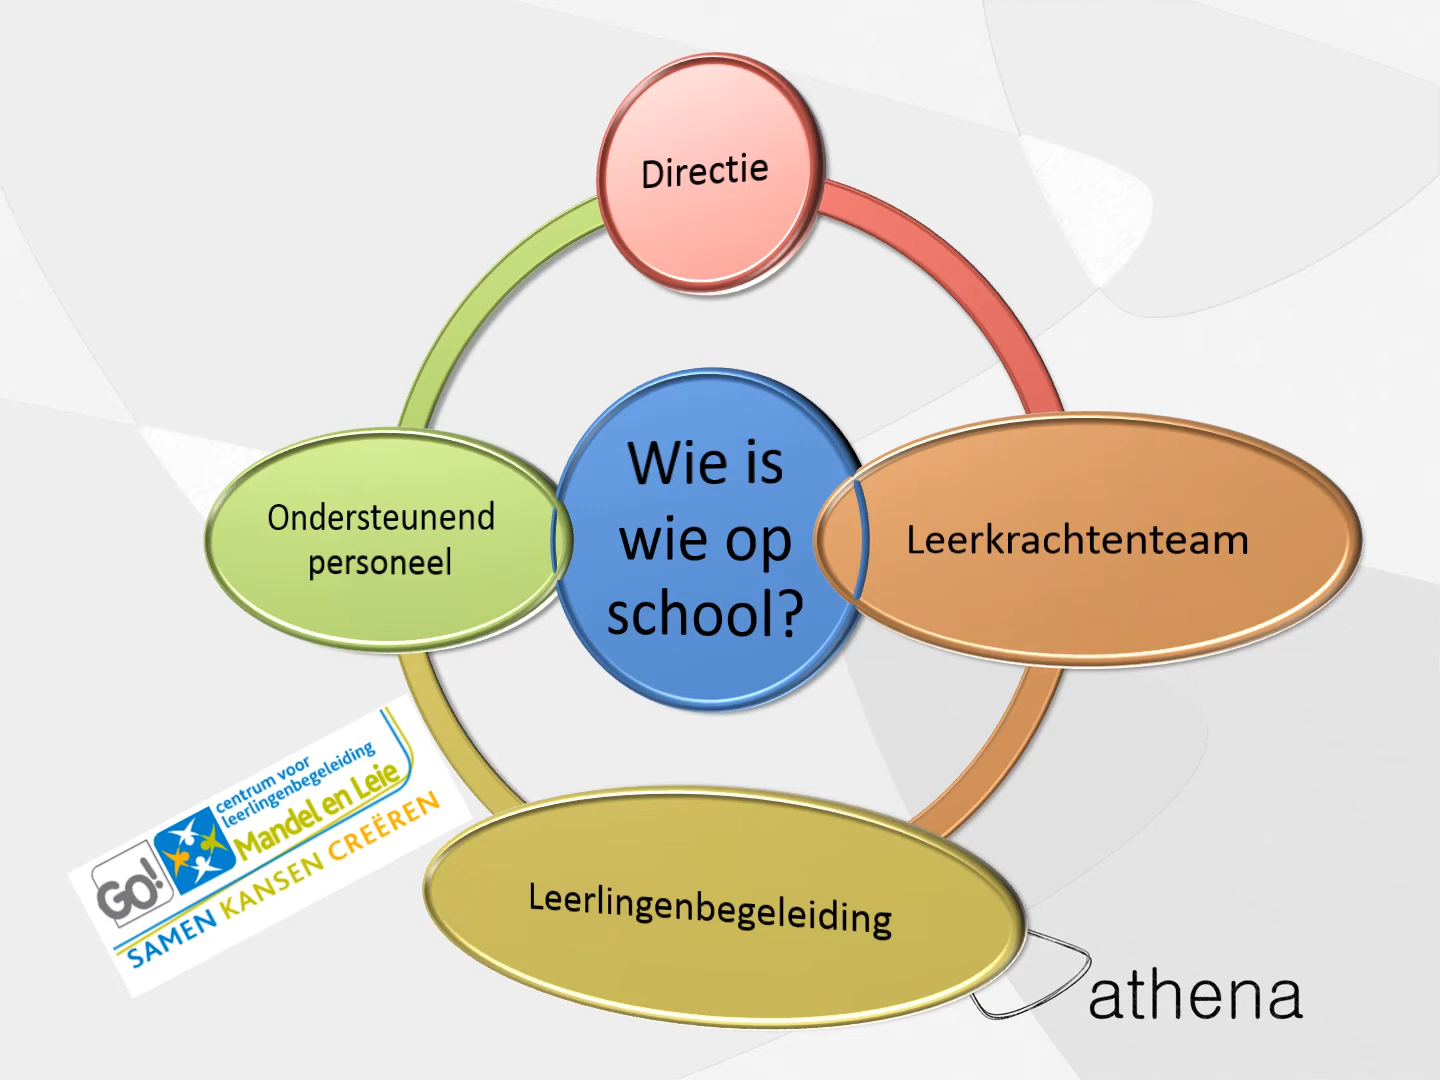 Directie
Wie is
wie op
school?
Ondersteunend
personeel
Leerkrachtenteam
Leerlingenbegeleiding
GO!
centrum voor
leerlingenbegeleiding
Mandel en Leie
SAMEN KANSEN CREËREN
athena